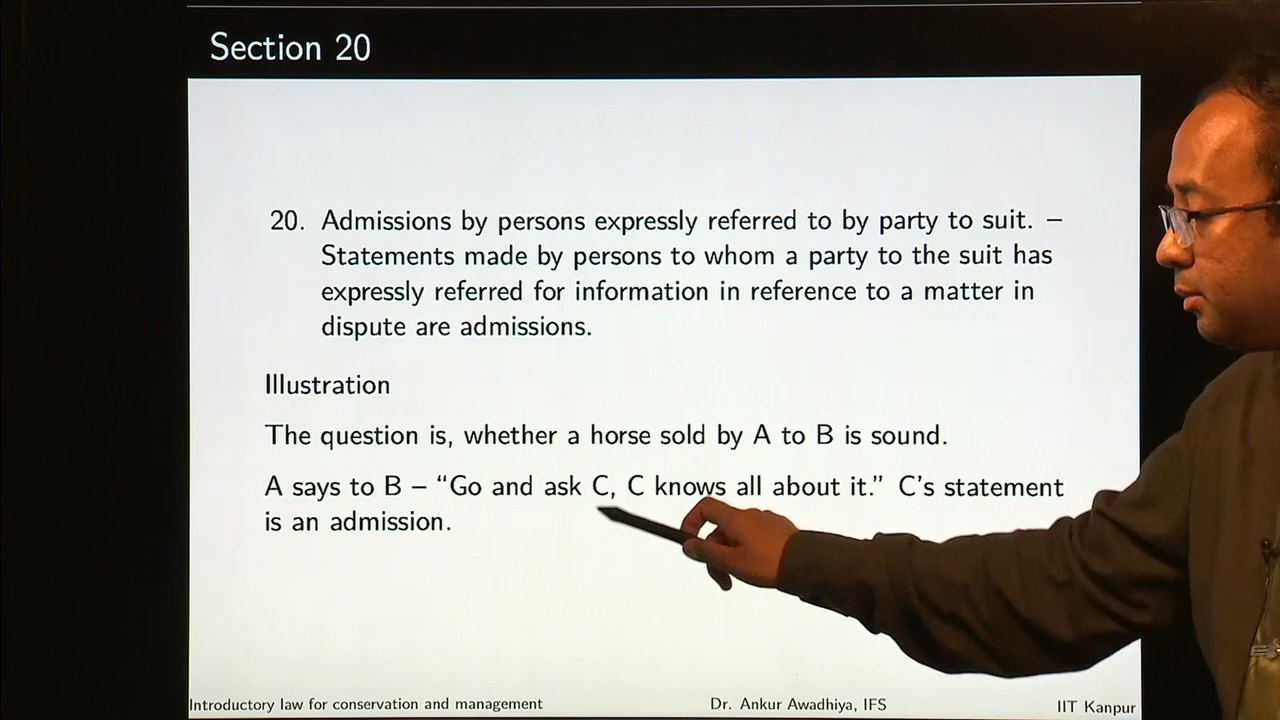 Section 20
20. Admissions by persons expressly referred to by party to suit. –
Statements made by persons to whom a party to the suit has
expressly referred for information in reference to a matter in
dispute are admissions.
Illustration
The question is, whether a horse sold by A to B is sound.
A says to B – “Go and ask C, C knows all about it.” C’s statement
is an admission.
Introductory law for conservation and management Dr. Ankur Awadhiya, IFS IIT Kanpur